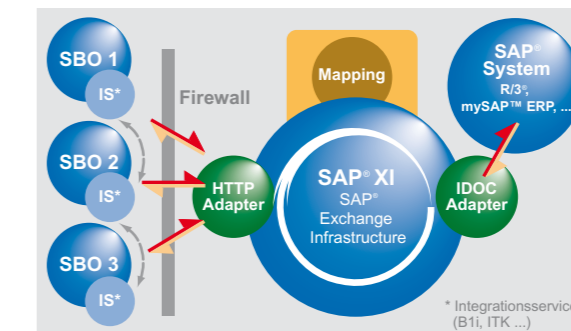 SBO 1
IS*
SBO 2
IS*
SBO 3
IS*
Firewall
HTTP
Adapter
Mapping
SAP® XI
SAP®
Exchange
Infrastructure
IDOC
Adapter
SAP®
System
R/3®,
mySAP™ ERP, ...
* Integrationsservice
(B1i, ITK ...)